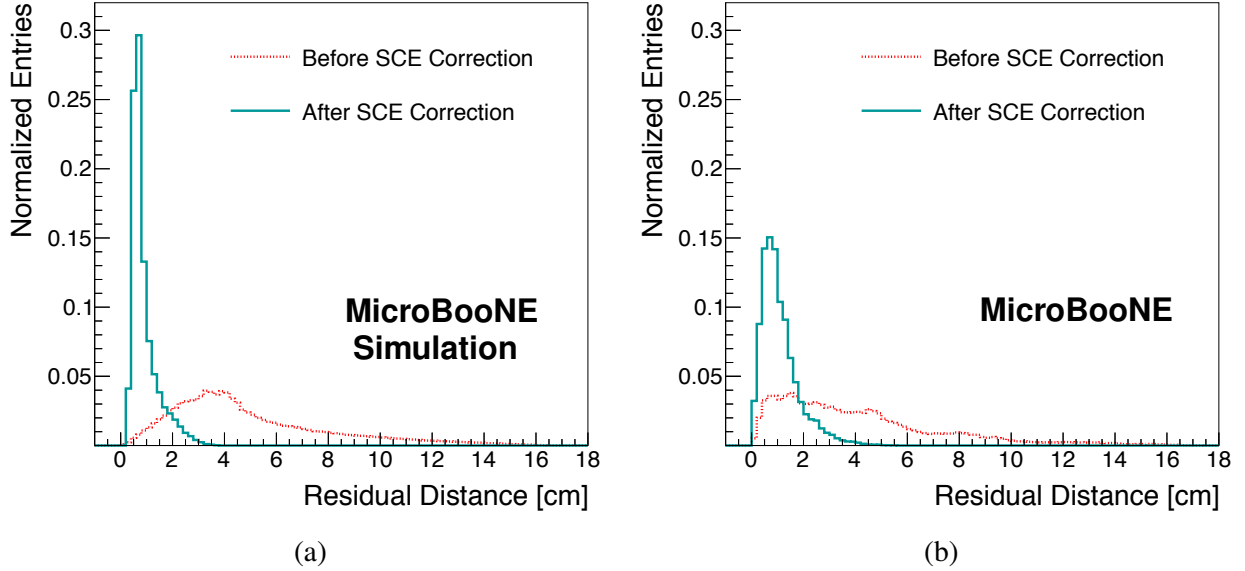 Normalized Entries
0.3
0.25
0.2
0.15
0.1
0.05
Before SCE Correction
After SCE Correction
MicroBooNE
Simulation
0 2 4 6 8 10 12 14 16 18
Residual Distance [cm]
(a)
Normalized Entries
0.3
0.25
0.2
0.15
0.1
0.05
Before SCE Correction
After SCE Correction
MicroBooNE
0 2 4 6 8 10 12 14 16 18
Residual Distance [cm]
(b)